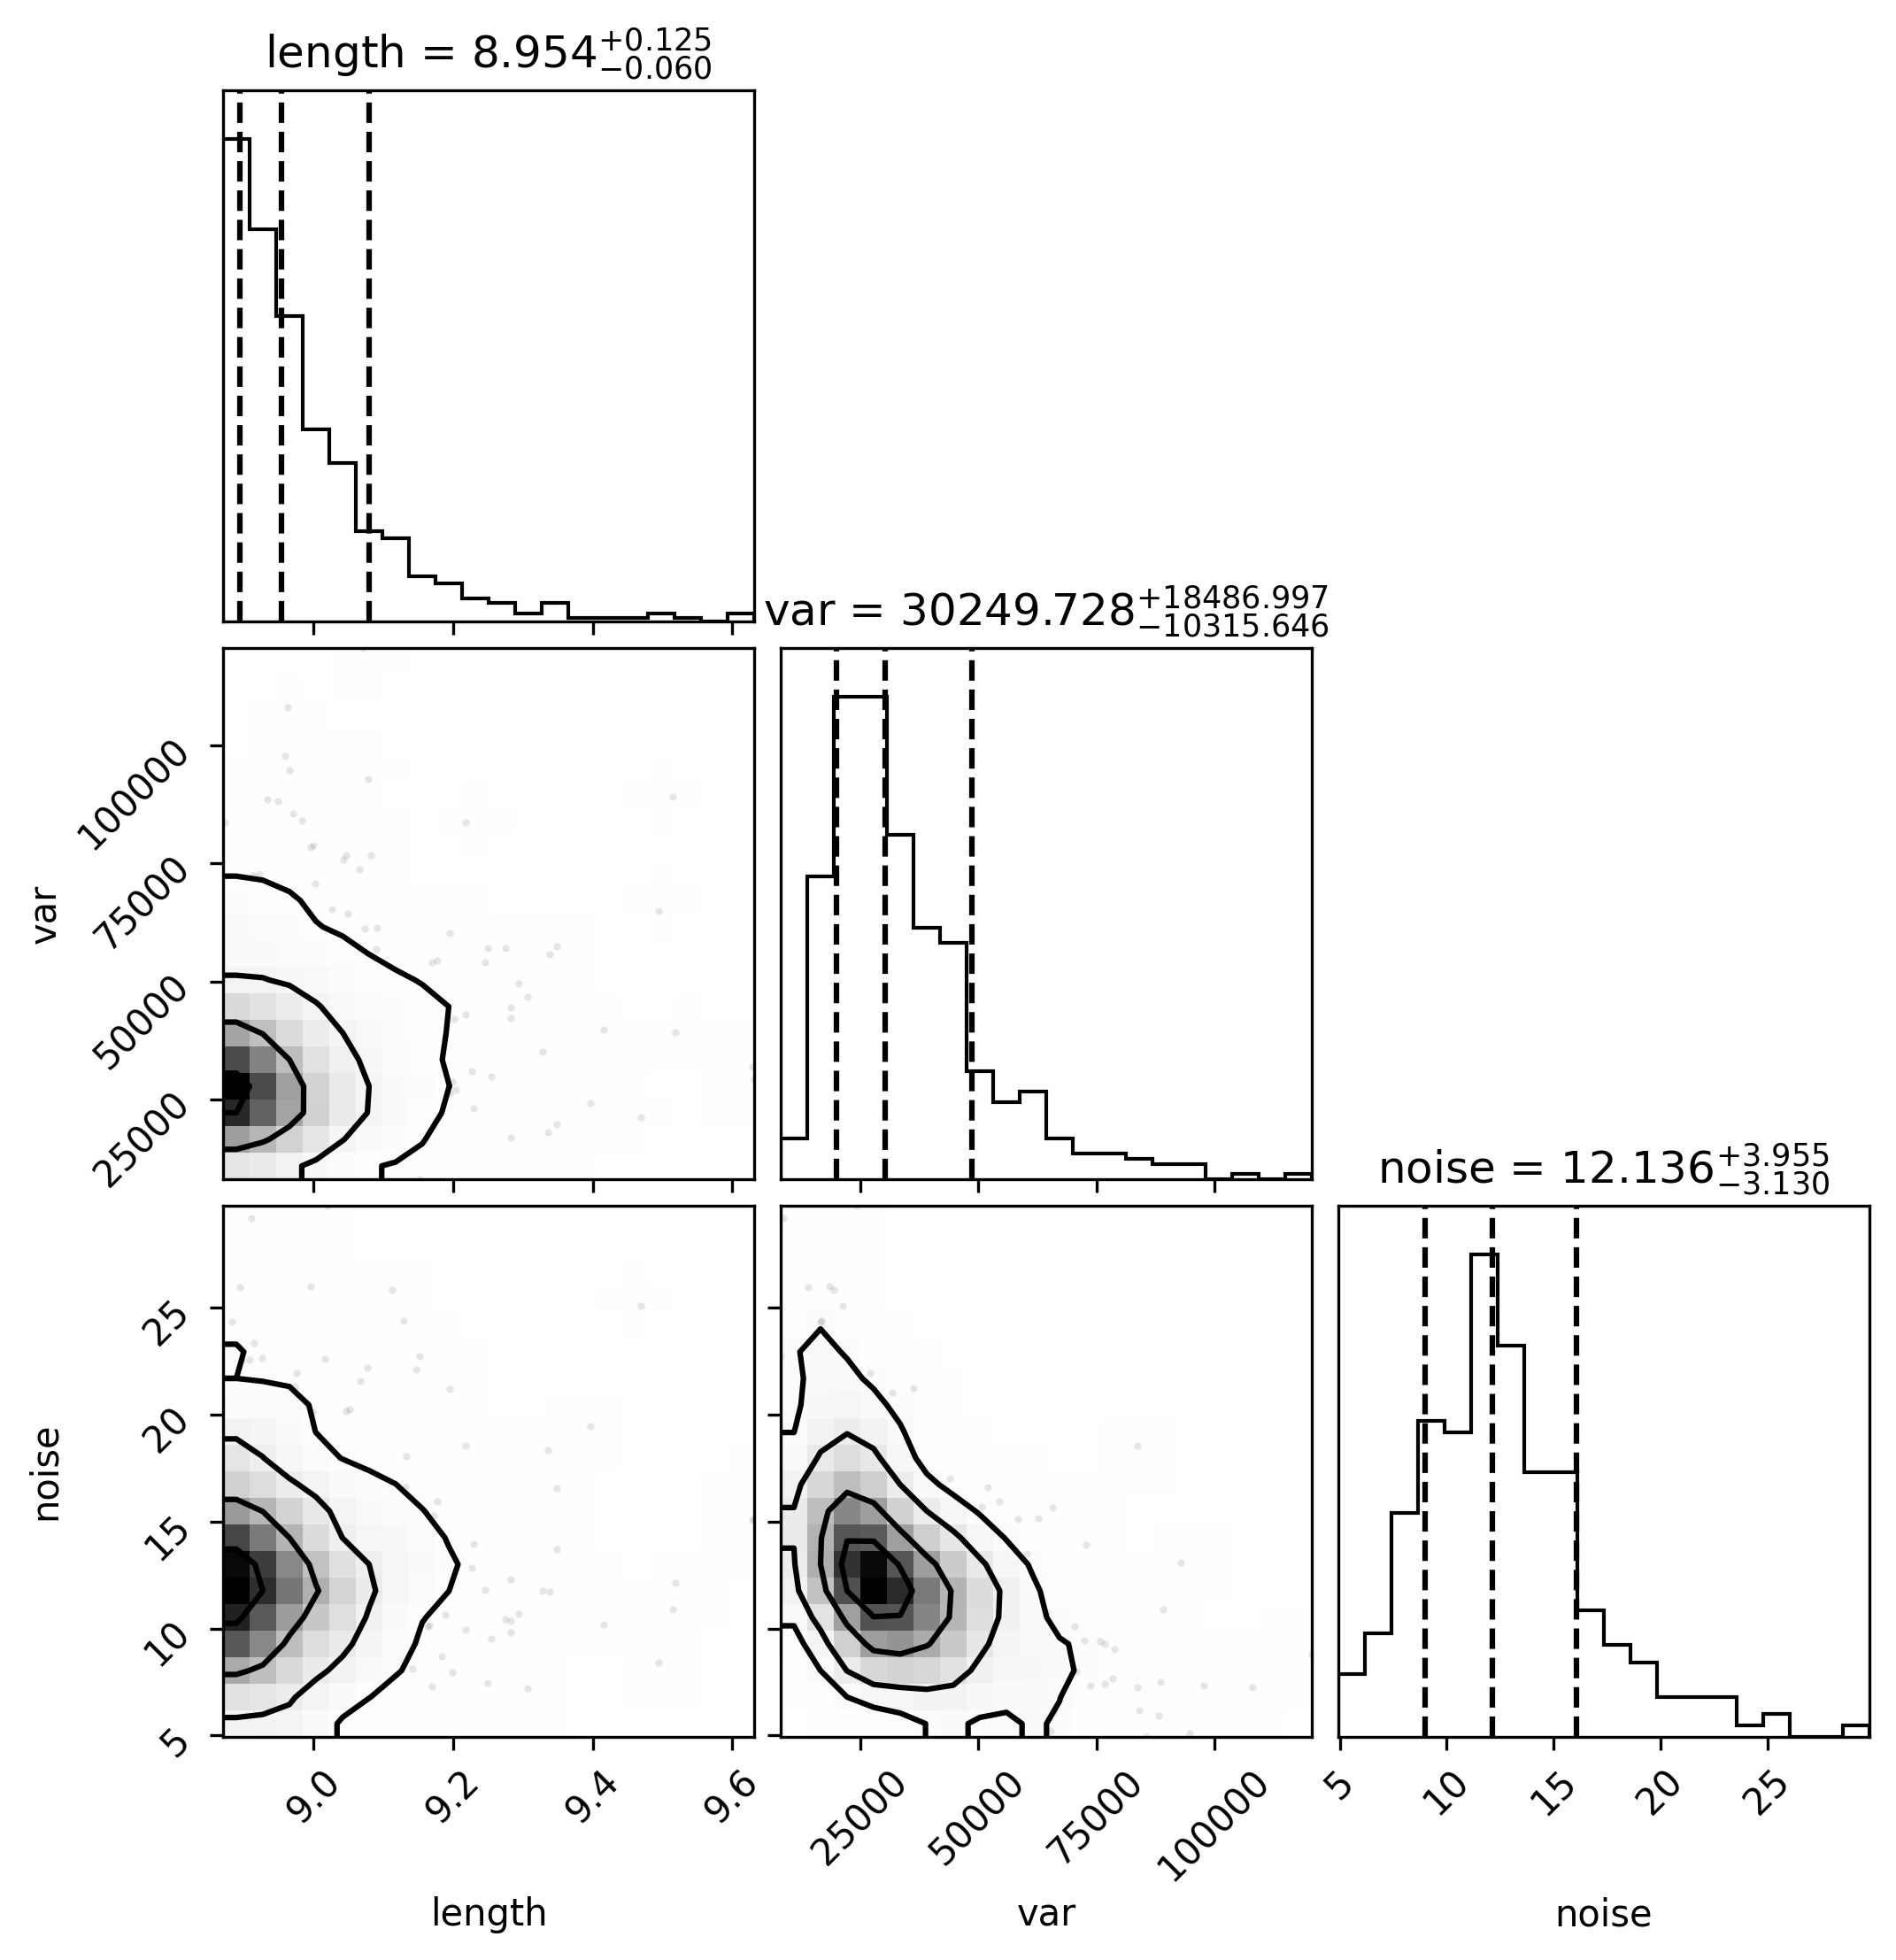 length = 8.954+0.125 −0.060
var = 30249.728+18486.997 −10315.646
100000
75000
50000
25000
var
noise = 12.136+3.955 −3.130
25
20
15
10
5
noise
9.0 9.2 9.4 9.6
25000 50000 75000 100000
5 10 15 20 25
length var noise